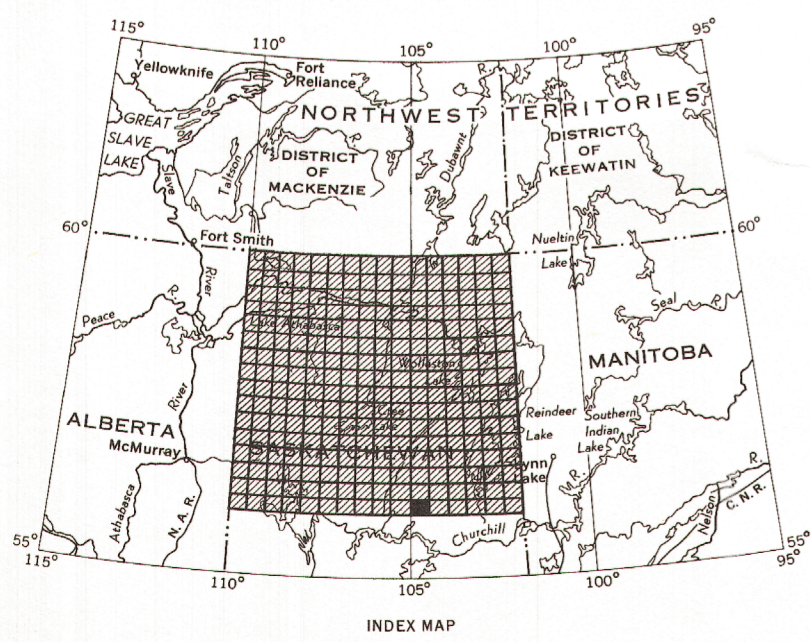 115°
110°
105°
100°
95°
Yellowknife
Fort
Reliance
NORTHWEST TERRITORIES
GREAT
SLAVE
LAKE
Slave
Taltson
R.
DISTRICT
OF
MACKENZIE
Dubawnt
R.
DISTRICT
OF
KEEWATIN
60°
Fort Smith
60°
Nueltin
Lake
River
Peace
R.
Lake Athabasca
Seal
R.
Wollaston
Lake
MANITOBA
River
Cree
Lake
ALBERTA
McMurray
Reindeer
Lake
Southern
Indian
Lake
SASKATCHEWAN
Lynn
Lake
Athabasca
N. A. R.
R.
Nelson
C. N. R.
Churchill
55°
115°
110°
105°
100°
55°
95°
INDEX MAP